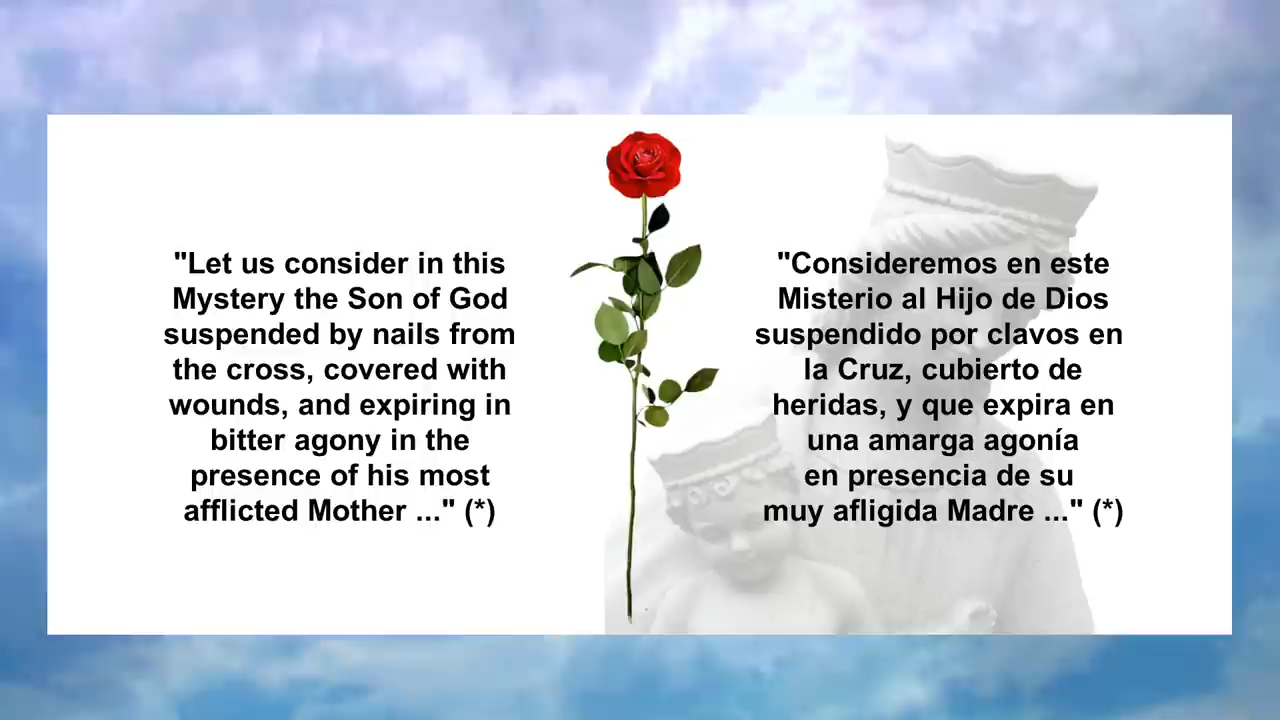 "Let us consider in this
Mystery the Son of God
suspended by nails from
the cross, covered with
wounds, and expiring in
bitter agony in the
presence of his most
afflicted Mother ..." (*)
"Consideremos en este
Misterio al Hijo de Dios
suspendido por clavos en
la Cruz, cubierto de
heridas, y que expira en
una amarga agonía
en presencia de su
muy afligida Madre ..." (*)